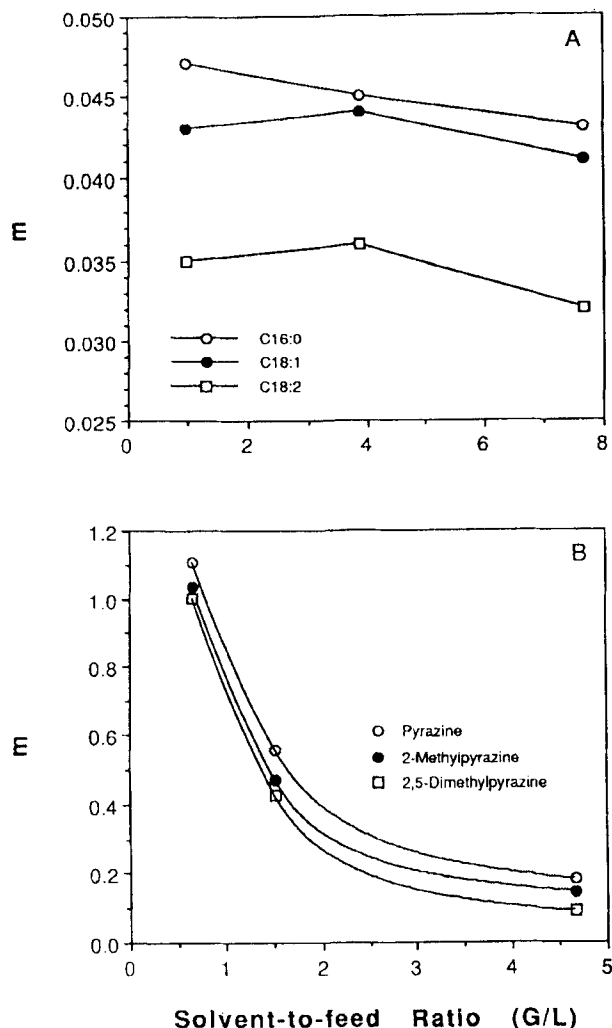 0.050
A
0.045
0.040
m
0.035
0.030
C16:0
C18:1
C18:2
0.025
0 2 4 6 8
1.2
B
1.0
0.8
m
0.6
Pyrazine
2-Methylpyrazine
2,5-Dimethylpyrazine
0.4
0.2
0.0
0 1 2 3 4 5
Solvent-to-feed Ratio (G/L)